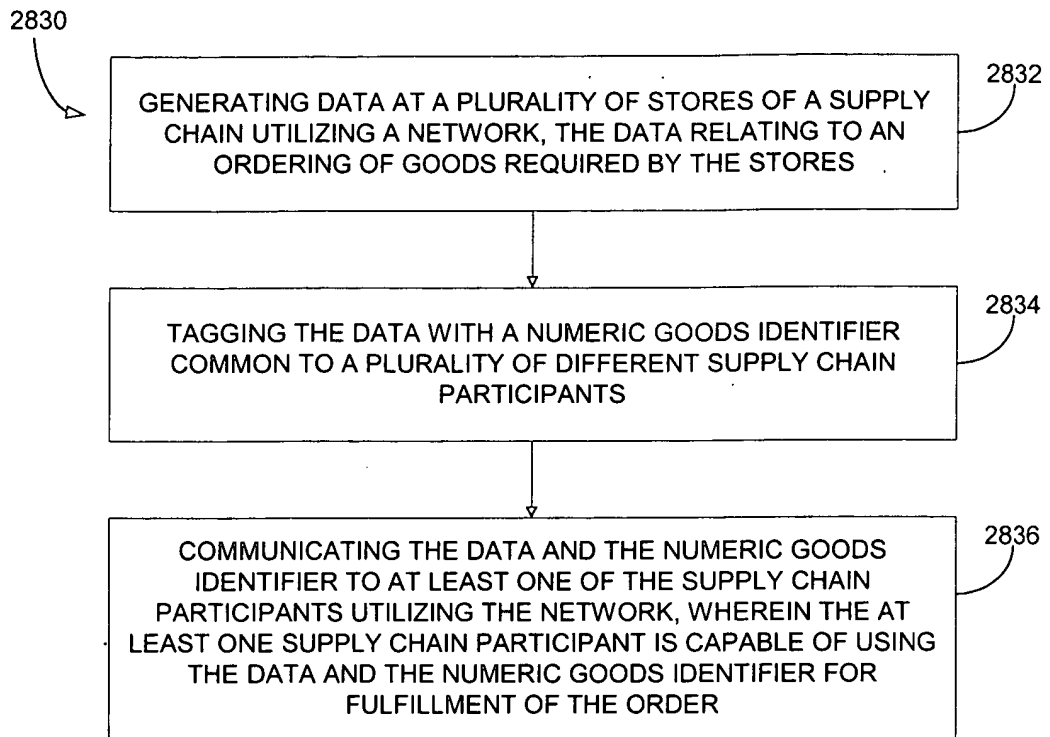 2830
2832
GENERATING DATA AT A PLURALITY OF STORES OF A SUPPLY
CHAIN UTILIZING A NETWORK, THE DATA RELATING TO AN
ORDERING OF GOODS REQUIRED BY THE STORES
2834
TAGGING THE DATA WITH A NUMERIC GOODS IDENTIFIER
COMMON TO A PLURALITY OF DIFFERENT SUPPLY CHAIN
PARTICIPANTS
2836
COMMUNICATING THE DATA AND THE NUMERIC GOODS
IDENTIFIER TO AT LEAST ONE OF THE SUPPLY CHAIN
PARTICIPANTS UTILIZING THE NETWORK, WHEREIN THE AT
LEAST ONE SUPPLY CHAIN PARTICIPANT IS CAPABLE OF USING
THE DATA AND THE NUMERIC GOODS IDENTIFIER FOR
FULFILLMENT OF THE ORDER